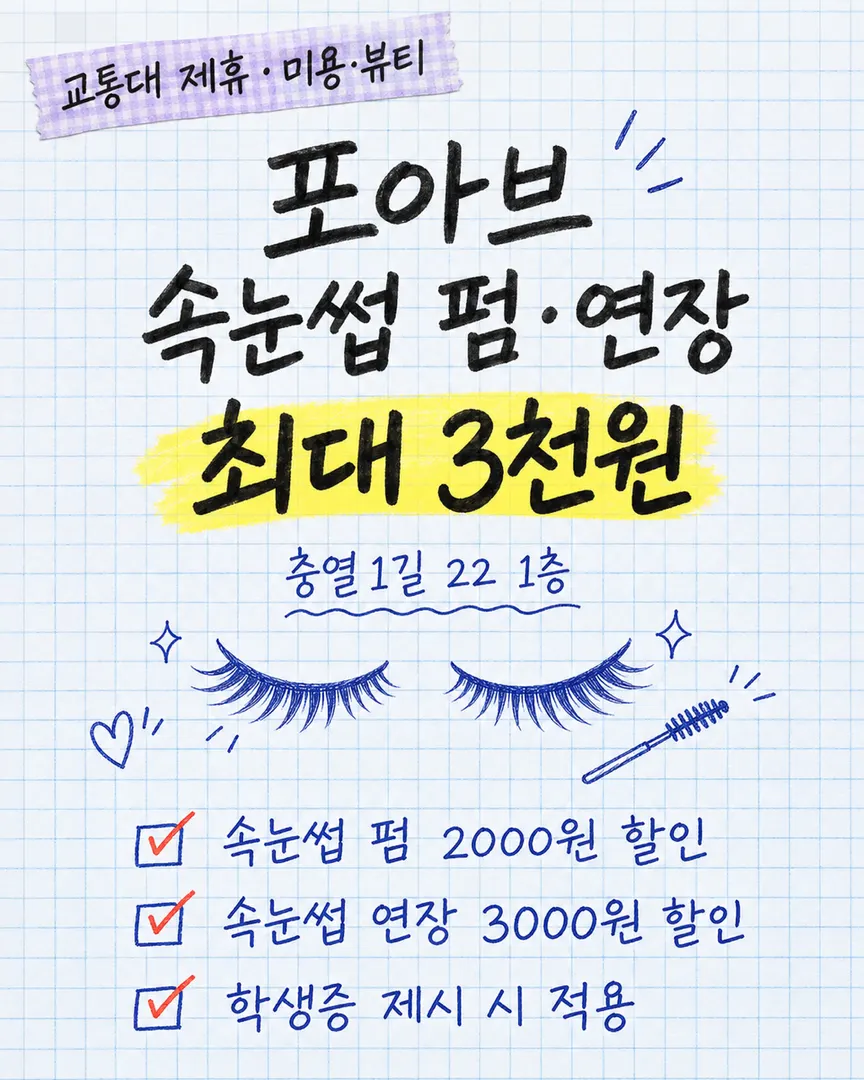 교통대 제휴·미용·뷰티
포아브
속눈썹 펌·연장
최대 3천원
충열1길 22 1층
속눈썹 펌 2000원 할인
속눈썹 연장 3000원 할인
학생증 제시 시 적용